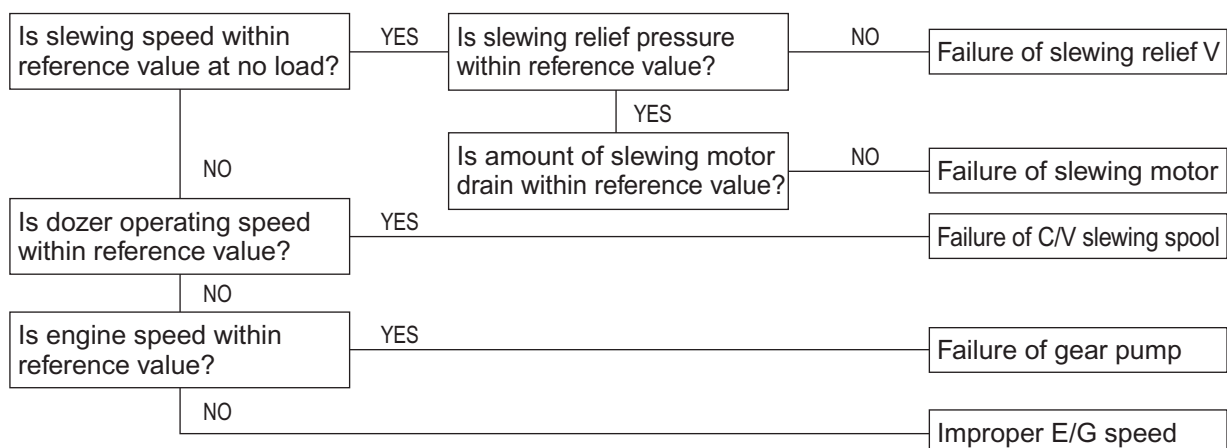 Is slewing speed within
reference value at no load?
YES
Is slewing relief pressure
within reference value?
NO
Failure of slewing relief V
YES
NO
Is amount of slewing motor
drain within reference value?
NO
Failure of slewing motor
Is dozer operating speed
within reference value?
YES
Failure of C/V slewing spool
NO
Is engine speed within
reference value?
YES
Failure of gear pump
NO
Improper E/G speed